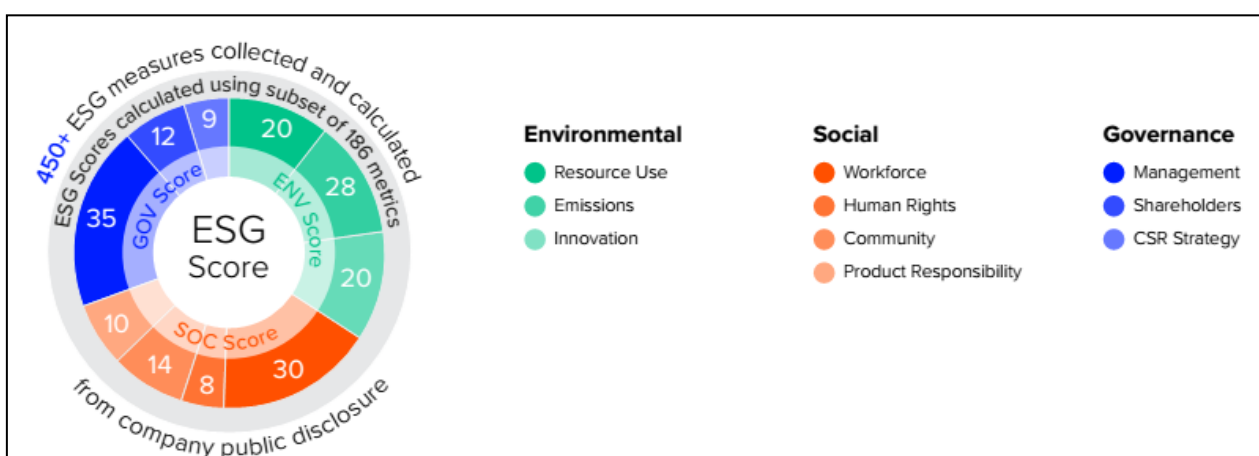 450+ ESG measures collected and calculated
from company public disclosure
ESG Scores calculated using subset of 186 metrics
ESG
Score
ENV Score
20
28
20
SOC Score
30
8
14
10
GOV Score
35
12
9
Environmental
Resource Use
Emissions
Innovation
Social
Workforce
Human Rights
Community
Product Responsibility
Governance
Management
Shareholders
CSR Strategy